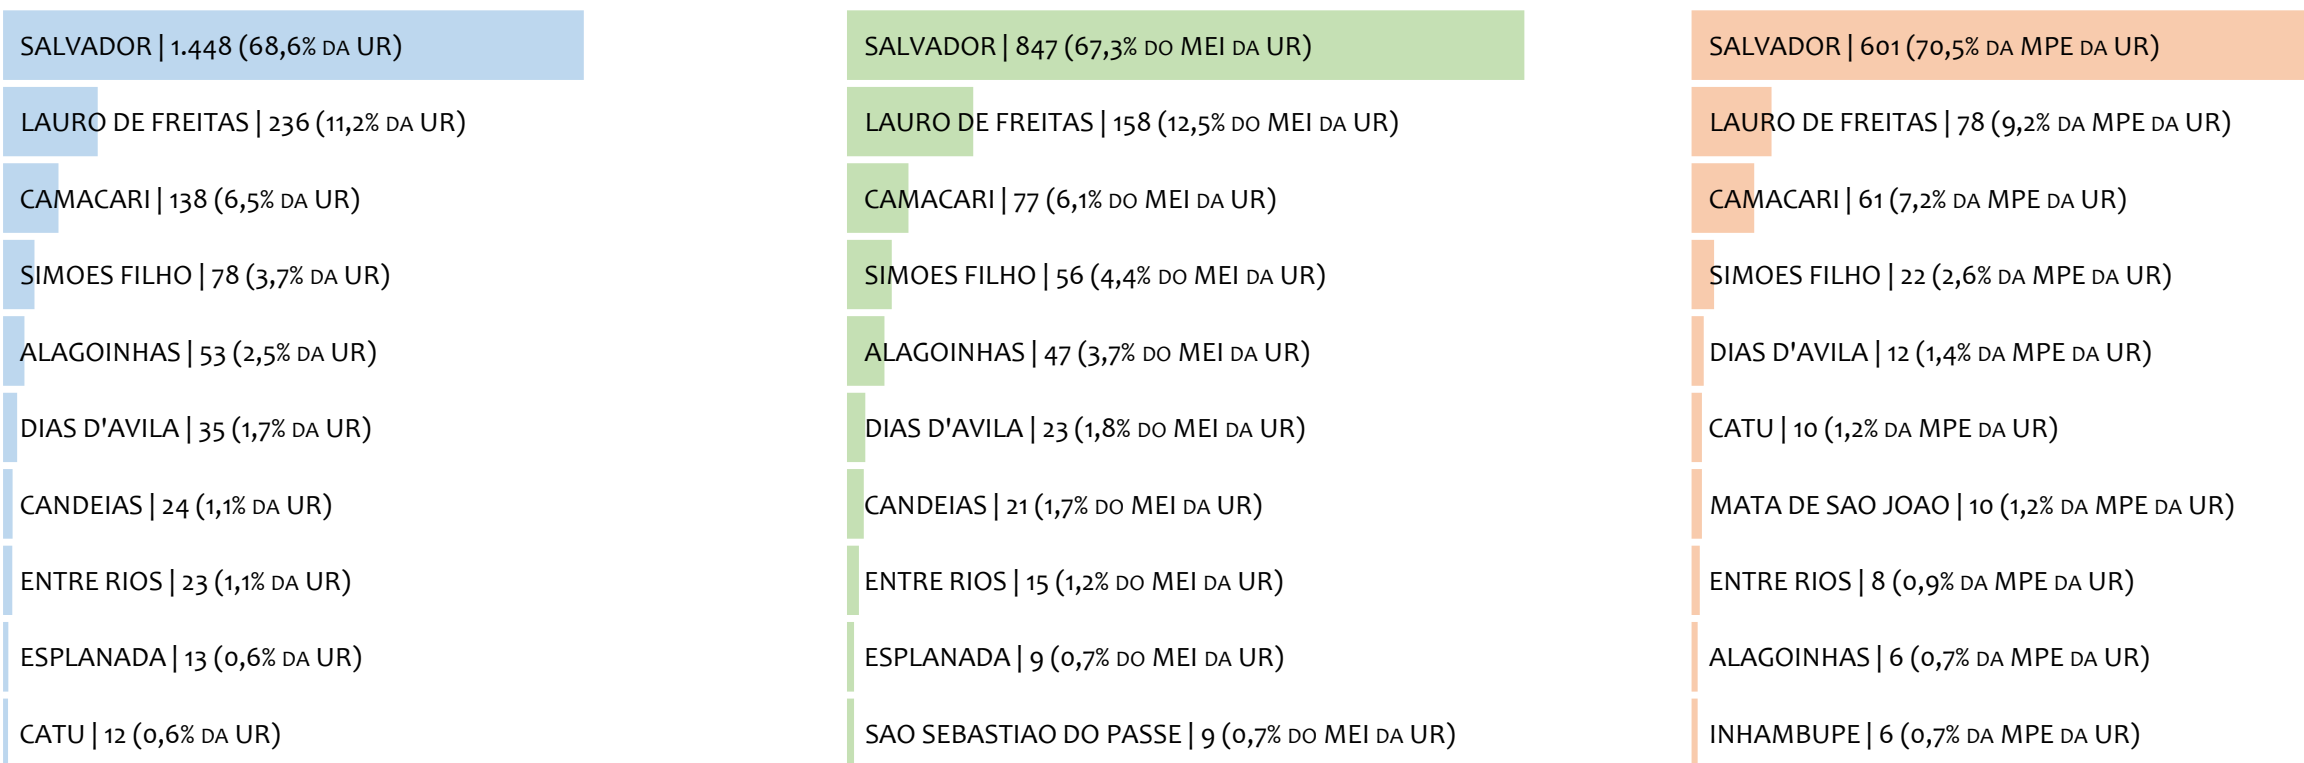 SALVADOR | 1.448 (68,6% DA UR)
LAURO DE FREITAS | 236 (11,2% DA UR)
CAMACARI | 138 (6,5% DA UR)
SIMOES FILHO | 78 (3,7% DA UR)
ALAGOINHAS | 53 (2,5% DA UR)
DIAS D'AVILA | 35 (1,7% DA UR)
CANDEIAS | 24 (1,1% DA UR)
ENTRE RIOS | 23 (1,1% DA UR)
ESPLANADA | 13 (0,6% DA UR)
CATU | 12 (0,6% DA UR)
SALVADOR | 847 (67,3% DO MEI DA UR)
LAURO DE FREITAS | 158 (12,5% DO MEI DA UR)
CAMACARI | 77 (6,1% DO MEI DA UR)
SIMOES FILHO | 56 (4,4% DO MEI DA UR)
ALAGOINHAS | 47 (3,7% DO MEI DA UR)
DIAS D'AVILA | 23 (1,8% DO MEI DA UR)
CANDEIAS | 21 (1,7% DO MEI DA UR)
ENTRE RIOS | 15 (1,2% DO MEI DA UR)
ESPLANADA | 9 (0,7% DO MEI DA UR)
SAO SEBASTIAO DO PASSE | 9 (0,7% DO MEI DA UR)
SALVADOR | 601 (70,5% DA MPE DA UR)
LAURO DE FREITAS | 78 (9,2% DA MPE DA UR)
CAMACARI | 61 (7,2% DA MPE DA UR)
SIMOES FILHO | 22 (2,6% DA MPE DA UR)
DIAS D'AVILA | 12 (1,4% DA MPE DA UR)
CATU | 10 (1,2% DA MPE DA UR)
MATA DE SAO JOAO | 10 (1,2% DA MPE DA UR)
ENTRE RIOS | 8 (0,9% DA MPE DA UR)
ALAGOINHAS | 6 (0,7% DA MPE DA UR)
INHAMBUPE | 6 (0,7% DA MPE DA UR)